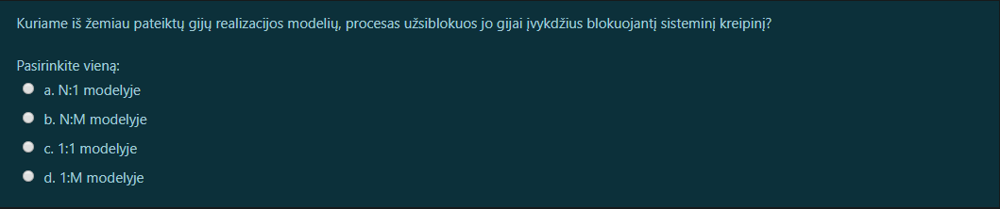 Kuriame iš žemiau pateiktų gijų realizacijos modelių, procesas užsiblokuos jo gijai įvykdžius blokuojantį sisteminį kreipinį?
Pasirinkite vieną:
a. N:1 modelyje
b. N:M modelyje
c. 1:1 modelyje
d. 1:M modelyje